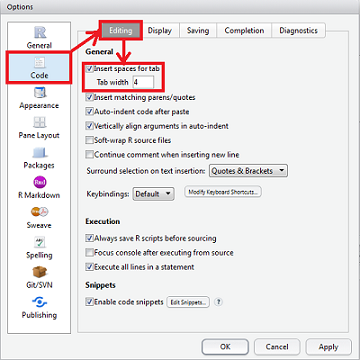 Options
R
General
Code
Appearance
Pane Layout
Packages
Rmd
R Markdown
Sweave
ABC
Spelling
Git/SVN
Publishing
Editing Display Saving Completion Diagnostics
General
Insert spaces for tab
Tab width 4
Insert matching parens/quotes
Auto-indent code after paste
Vertically align arguments in auto-indent
Soft-wrap R source files
Continue comment when inserting new line
Surround selection on text insertion: Quotes & Brackets
Keybindings: Default Modify Keyboard Shortcuts...
Execution
Always save R scripts before sourcing
Focus console after executing from source
Execute all lines in a statement
Snippets
Enable code snippets Edit Snippets... ?
OK Cancel Apply